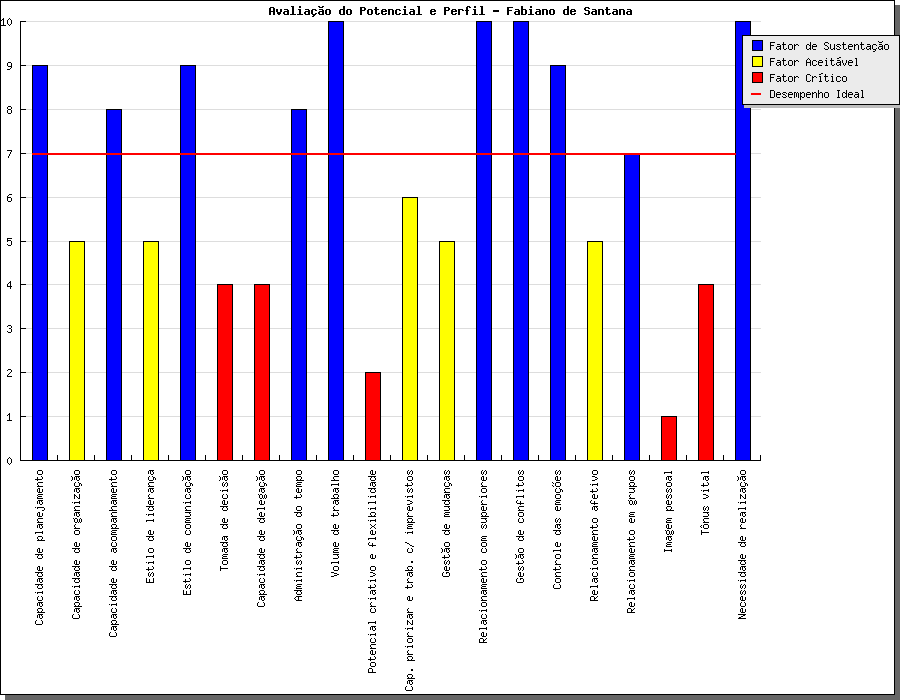 Avaliação do Potencial e Perfil - Fabiano de Santana
10
9
8
7
6
5
4
3
2
1
0
Fator de Sustentação
Fator Aceitável
Fator Crítico
Desempenho Ideal
Capacidade de planejamento
Capacidade de organização
Capacidade de acompanhamento
Estilo de liderança
Estilo de comunicação
Tomada de decisão
Capacidade de delegação
Administração do tempo
Volume de trabalho
Potencial criativo e flexibilidade
Cap. priorizar e trab. c/ imprevistos
Gestão de mudanças
Relacionamento com superiores
Gestão de conflitos
Controle das emoções
Relacionamento afetivo
Relacionamento em grupos
Imagem pessoal
Tônus vital
Necessidade de realização